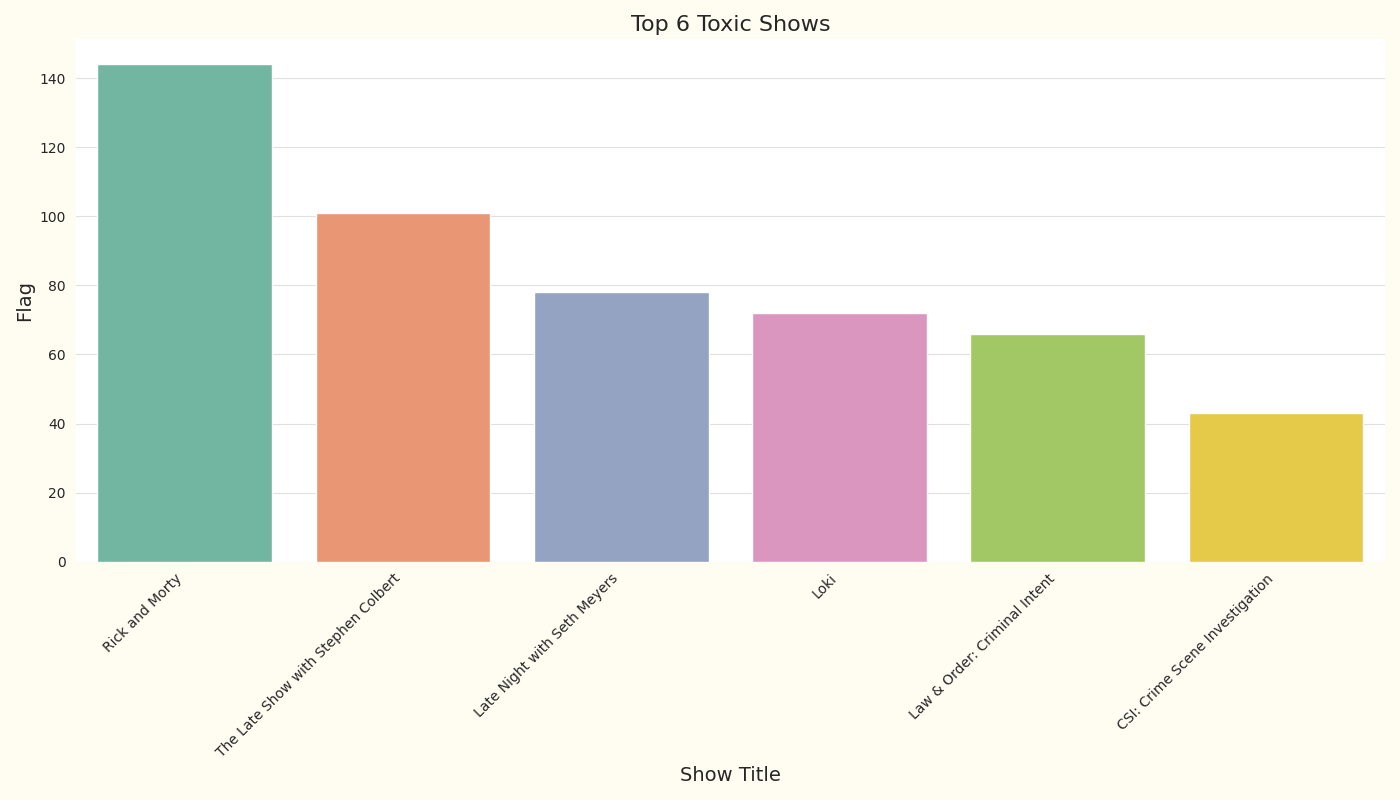 Top 6 Toxic Shows
Flag
140
120
100
80
60
40
20
0
Rick and Morty
The Late Show with Stephen Colbert
Late Night with Seth Meyers
Loki
Law & Order: Criminal Intent
CSI: Crime Scene Investigation
Show Title